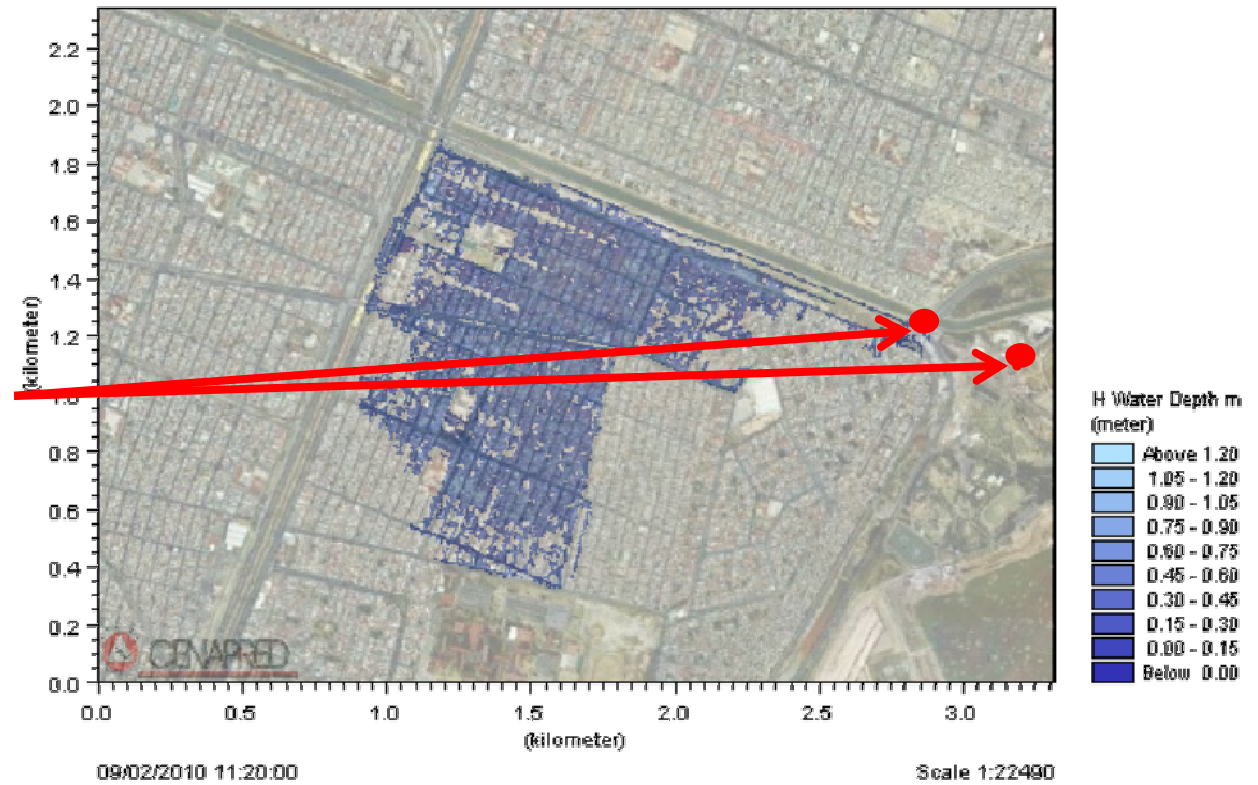 2.2
2.0
1.8
1.6
1.4
1.2
1.0
0.8
0.6
0.4
0.2
0.0
(kilometer)
CENAPRED
0.0 0.5 1.0 1.5 2.0 2.5 3.0
(kilometer)
09/02/2010 11:20:00 Scale 1:22490
H Water Depth m
(meter)
Above 1.20
1.05 - 1.20
0.90 - 1.05
0.75 - 0.90
0.60 - 0.75
0.45 - 0.60
0.30 - 0.45
0.15 - 0.30
0.00 - 0.15
Below 0.00